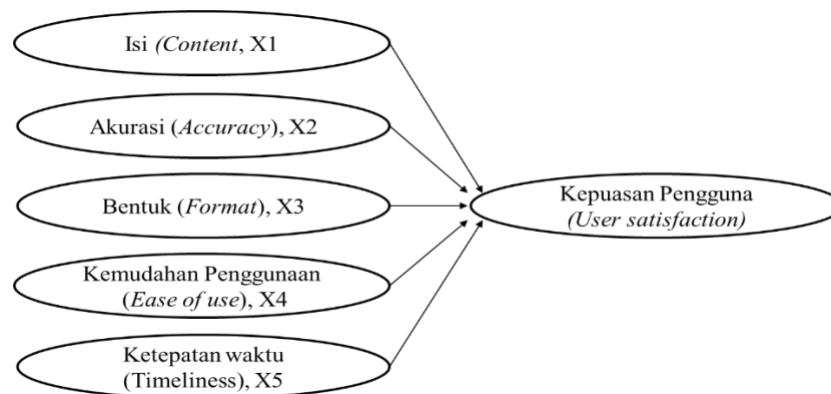 Isi (Content, X1
Akurasi (Accuracy), X2
Bentuk (Format), X3
Kemudahan Penggunaan
(Ease of use), X4
Ketepatan waktu
(Timeliness), X5
Kepuasan Pengguna
(User satisfaction)